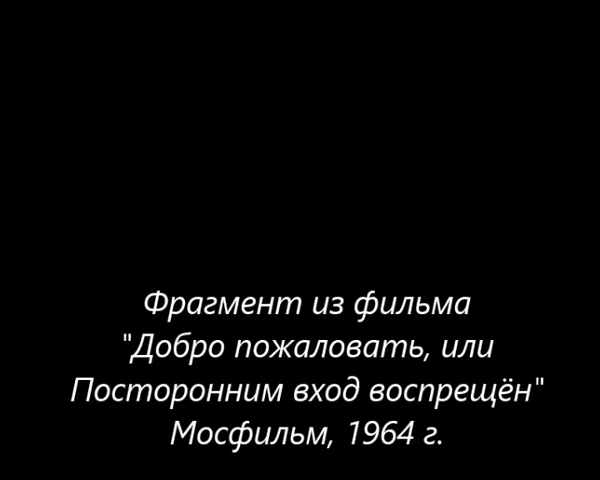 Фрагмент из фильма
"Добро пожаловать, или
Посторонним вход воспрещён"
Мосфильм, 1964 г.